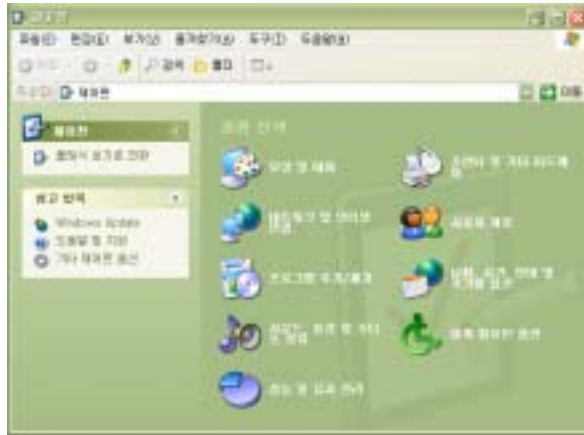 제어판
파일(F) 편집(E) 보기(V) 즐겨찾기(A) 도구(T) 도움말(H)
검색 폴더
제어판 이동
제어판
클래식 보기로 전환
참고 항목
Windows Update
도움말 및 지원
기타 제어판 옵션
범주 선택
모양 및 테마
프린터 및 기타 하드웨어
네트워크 및 인터넷 연결
사용자 계정
프로그램 추가/제거
날짜, 시간, 언어 및 국가별 옵션
사운드, 음성 및 오디오 장치
내게 필요한 옵션
성능 및 유지 관리